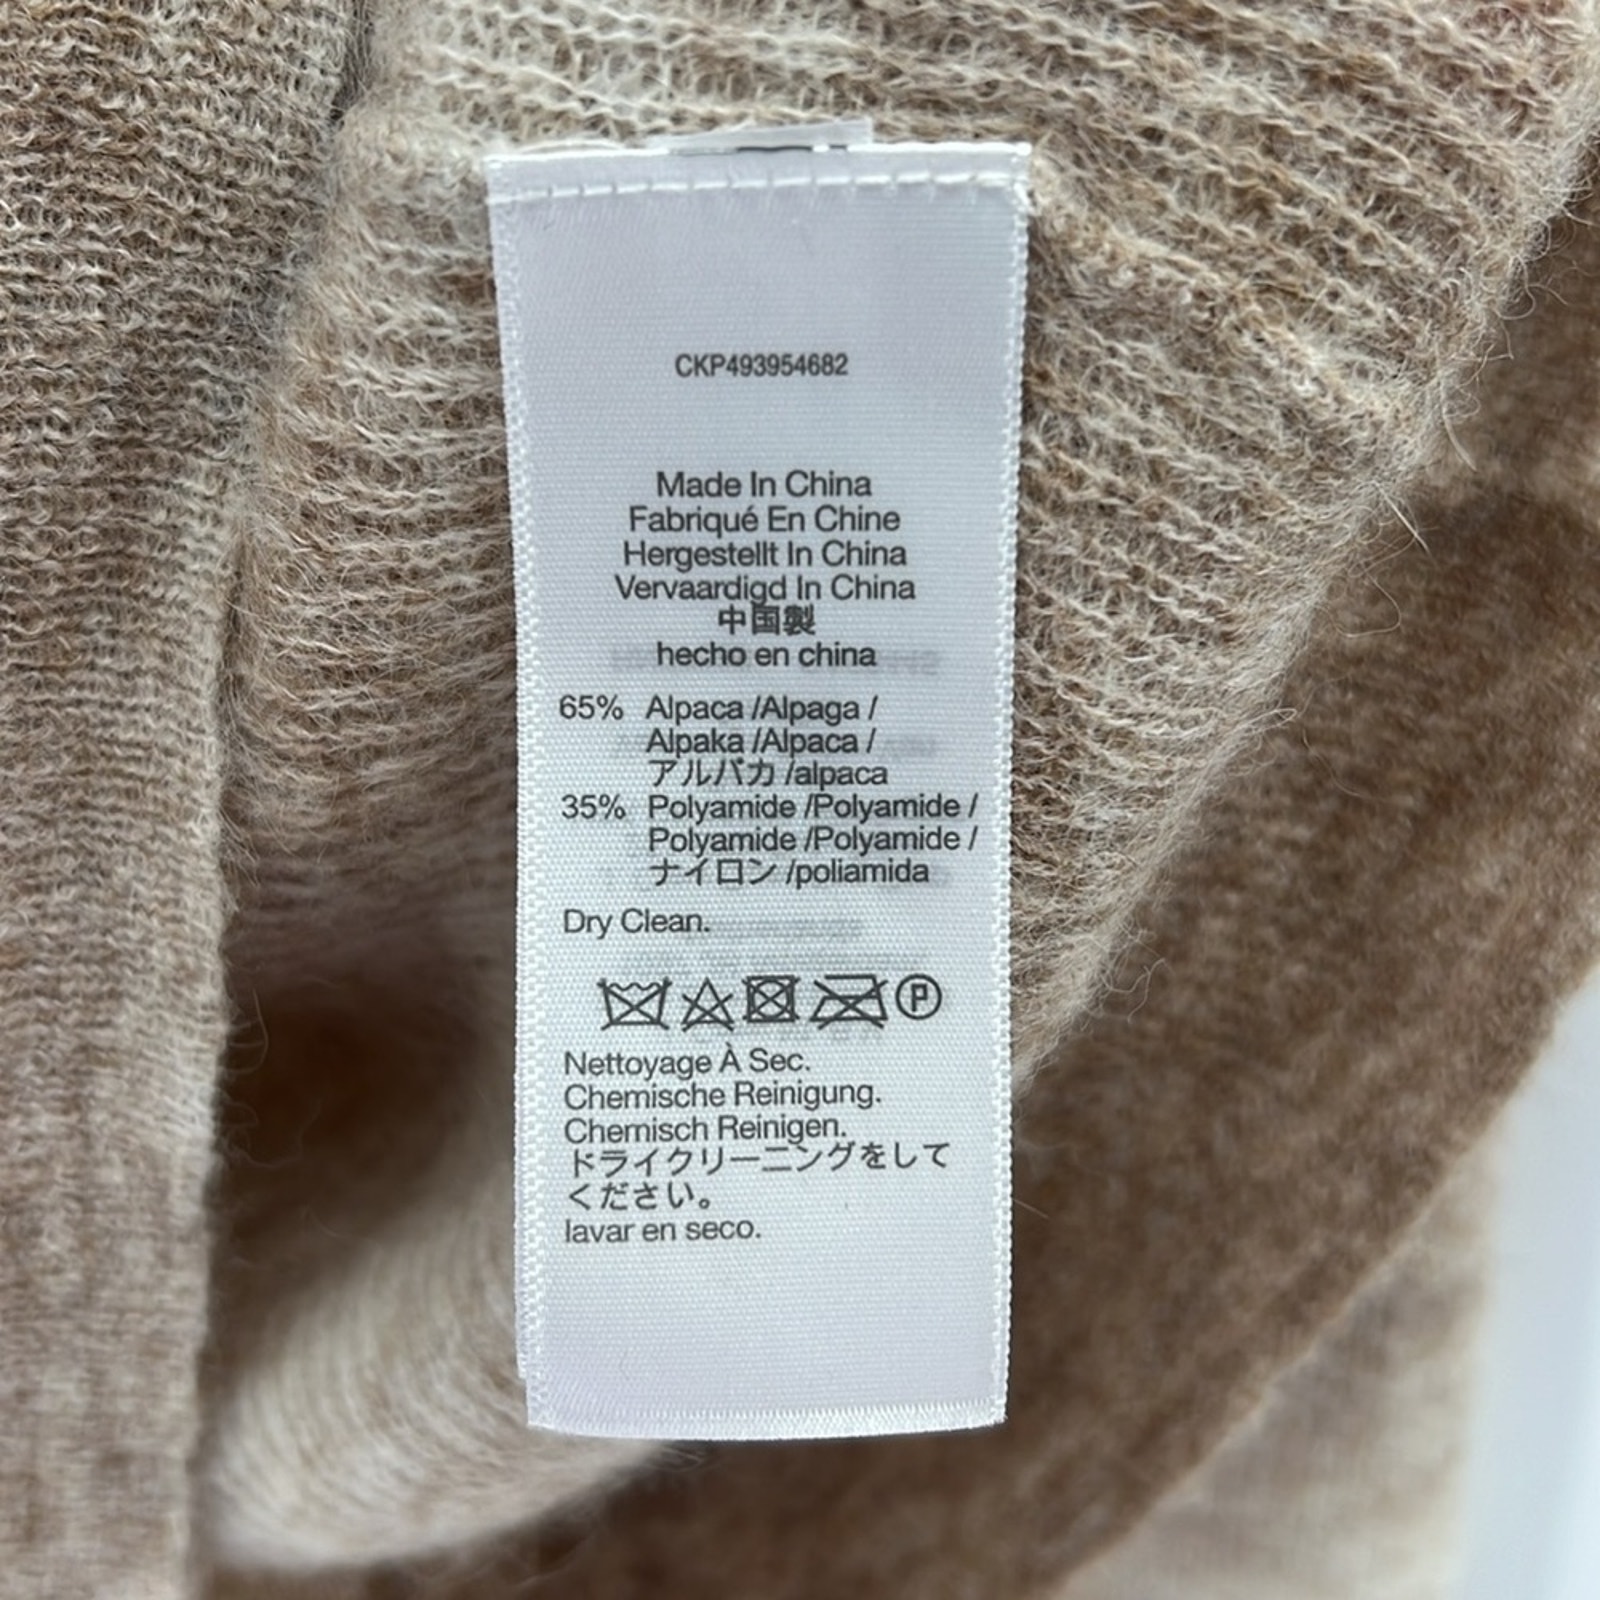 CKP493954682
Made In China
Fabriqué En Chine
Hergestellt In China
Vervaardigd In China
中国製
hecho en china
65% Alpaca /Alpaga /
Alpaka /Alpaca /
アルパカ /alpaca
35% Polyamide /Polyamide /
Polyamide /Polyamide /
ナイロン /poliamida
Dry Clean.
P
Nettoyage À Sec.
Chemische Reinigung.
Chemisch Reinigen.
ドライクリーニングをして
ください。
lavar en seco.